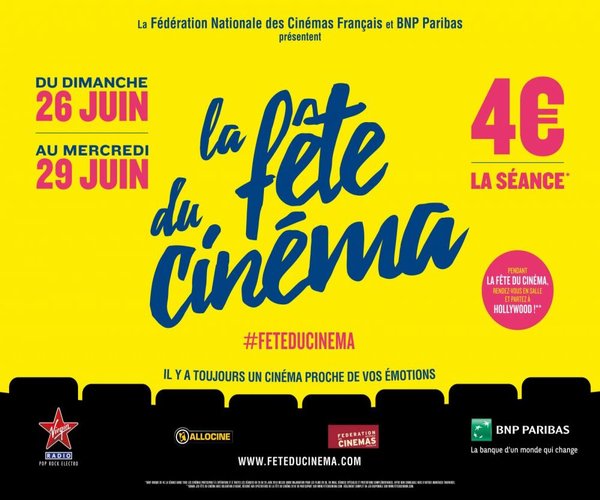 La Fédération Nationale des Cinémas Français et BNP Paribas
présentent
DU DIMANCHE
26 JUIN
AU MERCREDI
29 JUIN
la
fête
du
cinéma
4€
LA SÉANCE*
PENDANT
LA FÊTE DU CINÉMA,
RENDEZ-VOUS EN SALLE
ET PARTEZ À
HOLLYWOOD !**
#FETEDUCINEMA
IL Y A TOUJOURS UN CINÉMA PROCHE DE VOS ÉMOTIONS
Virgin
RADIO
POP ROCK ELECTRO
ALLOCINE
FEDERATION
CINEMAS
BNP PARIBAS
La banque d'un monde qui change
WWW.FETEDUCINEMA.COM